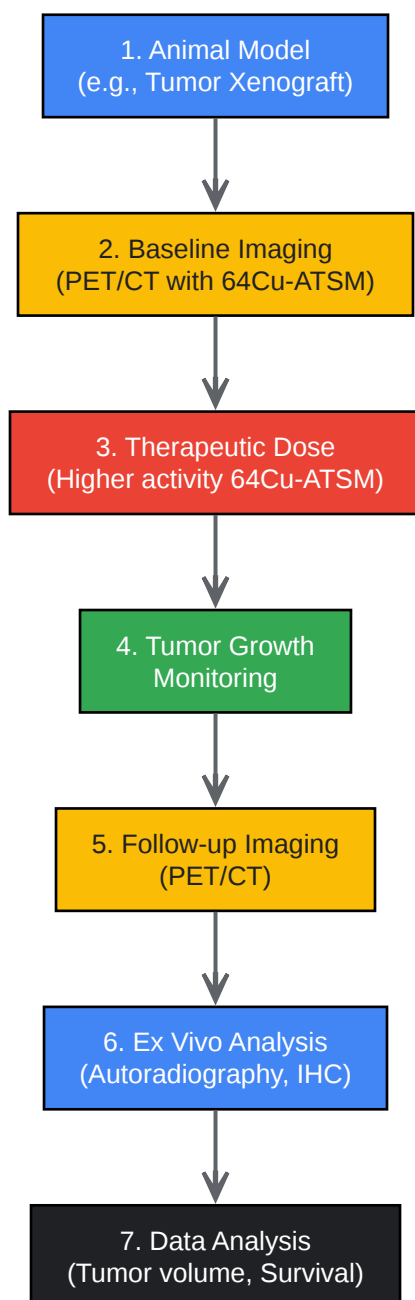 1. Animal Model
(e.g., Tumor Xenograft)
2. Baseline Imaging
(PET/CT with 64Cu-ATSM)
3. Therapeutic Dose
(Higher activity 64Cu-ATSM)
4. Tumor Growth
Monitoring
5. Follow-up Imaging
(PET/CT)
6. Ex Vivo Analysis
(Autoradiography, IHC)
7. Data Analysis
(Tumor volume, Survival)